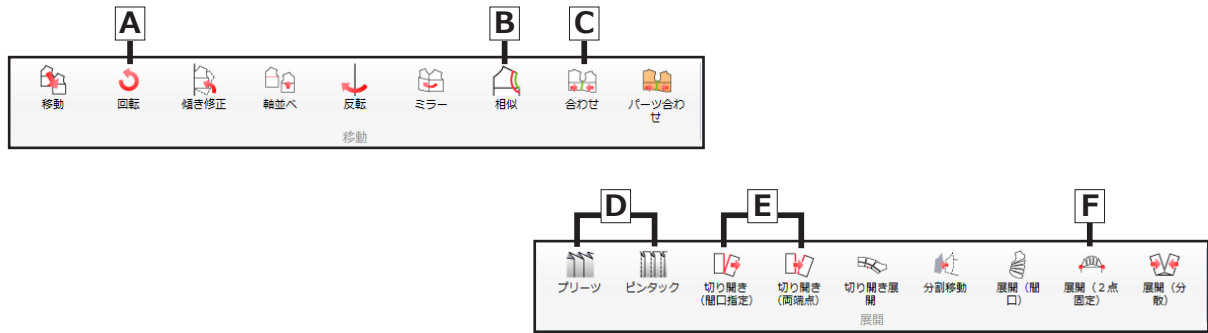 A B C
移動 回転 傾き修正 軸並べ 反転 ミラー 相似 合わせ パーツ合わ
せ
移動
D E F
プリーツ ピンタック 切り開き 切り開き 切り開き展 分割移動 展開（間 展開（２点 展開（分
（間口指定） （両端点） 開 口） 固定） 散）
展開